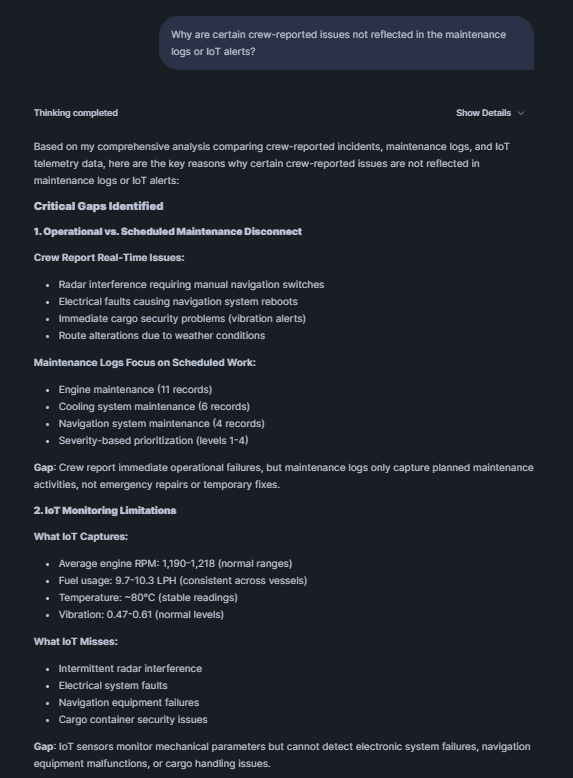 Why are certain crew-reported issues not reflected in the maintenance
logs or IoT alerts?
Thinking completed
Show Details
Based on my comprehensive analysis comparing crew-reported incidents, maintenance logs, and IoT
telemetry data, here are the key reasons why certain crew-reported issues are not reflected in
maintenance logs or IoT alerts:
Critical Gaps Identified
1. Operational vs. Scheduled Maintenance Disconnect
Crew Report Real-Time Issues:
• Radar interference requiring manual navigation switches
• Electrical faults causing navigation system reboots
• Immediate cargo security problems (vibration alerts)
• Route alterations due to weather conditions
Maintenance Logs Focus on Scheduled Work:
• Engine maintenance (11 records)
• Cooling system maintenance (6 records)
• Navigation system maintenance (4 records)
• Severity-based prioritization (levels 1-4)
Gap: Crew report immediate operational failures, but maintenance logs only capture planned maintenance
activities, not emergency repairs or temporary fixes.
2. IoT Monitoring Limitations
What IoT Captures:
• Average engine RPM: 1,190-1,218 (normal ranges)
• Fuel usage: 9.7-10.3 LPH (consistent across vessels)
• Temperature: ~80°C (stable readings)
• Vibration: 0.47-0.61 (normal levels)
What IoT Misses:
• Intermittent radar interference
• Electrical system faults
• Navigation equipment failures
• Cargo container security issues
Gap: IoT sensors monitor mechanical parameters but cannot detect electronic system failures, navigation
equipment malfunctions, or cargo handling issues.